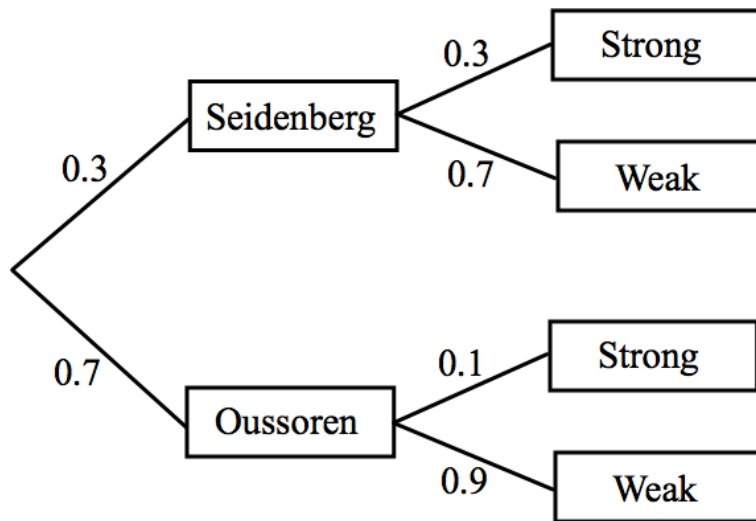 Strong
0.3
Seidenberg
0.3
0.7
Weak
Strong
0.1
0.7
Oussoren
0.9
Weak